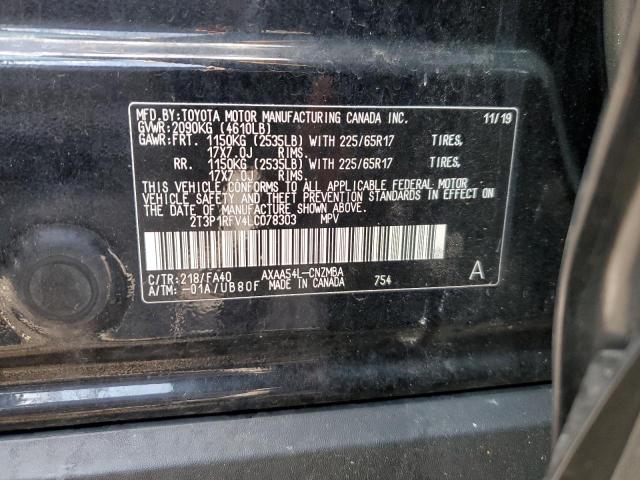 MFD.BY:TOYOTA MOTOR MANUFACTURING CANADA INC. 11/19
GVWR:2090KG (4610LB)
GAWR:FRT. 1150KG (2535LB) WITH 225/65R17 TIRES,
17X7.0J RIMS,
RR. 1150KG (2535LB) WITH 225/65R17 TIRES,
17X7.0J RIMS.
THIS VEHICLE CONFORMS TO ALL APPLICABLE FEDERAL MOTOR
VEHICLE SAFETY AND THEFT PREVENTION STANDARDS IN EFFECT ON THE
DATE OF MANUFACTURE SHOWN ABOVE.
2T3P1RFV4LC078303 MPV
C/TR:218/FA40 AXAA54L-CNZMBA 754 A
A/TM:-01A/UB80F MADE IN CANADA